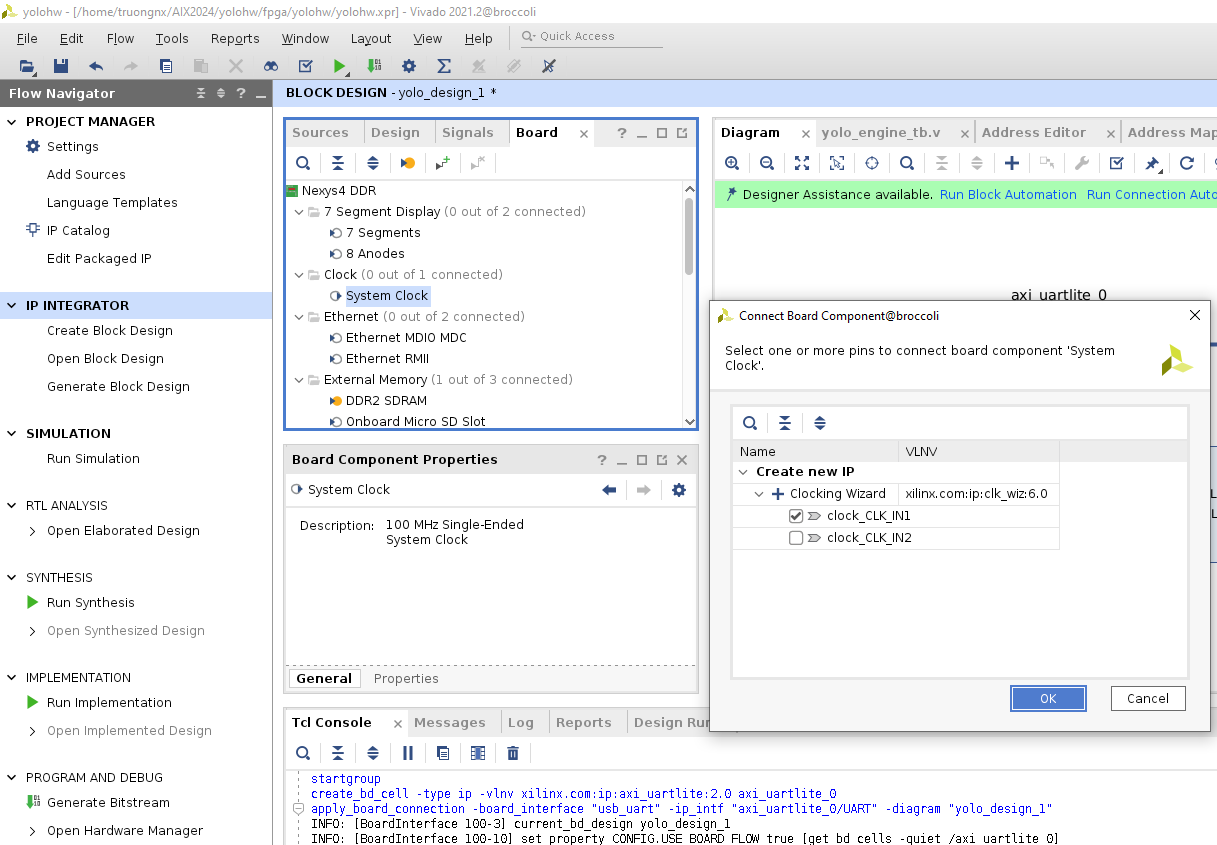 yolohw - [/home/truongnx/AIX2024/yolohw/fpga/yolohw/yolohw.xpr] - Vivado 2021.2@broccoli
File Edit Flow Tools Reports Window Layout View Help Quick Access
Flow Navigator
PROJECT MANAGER
Settings
Add Sources
Language Templates
IP Catalog
Edit Packaged IP
IP INTEGRATOR
Create Block Design
Open Block Design
Generate Block Design
SIMULATION
Run Simulation
RTL ANALYSIS
Open Elaborated Design
SYNTHESIS
Run Synthesis
Open Synthesized Design
IMPLEMENTATION
Run Implementation
Open Implemented Design
PROGRAM AND DEBUG
Generate Bitstream
Open Hardware Manager
BLOCK DESIGN - yolo_design_1 *
Sources Design Signals Board
Nexys4 DDR
7 Segment Display (0 out of 2 connected)
7 Segments
8 Anodes
Clock (0 out of 1 connected)
System Clock
Ethernet (0 out of 2 connected)
Ethernet MDIO MDC
Ethernet RMII
External Memory (1 out of 3 connected)
DDR2 SDRAM
Onboard Micro SD Slot
Board Component Properties
System Clock
Description: 100 MHz Single-Ended
System Clock
General Properties
Diagram yolo_engine_tb.v Address Editor Address Map
Designer Assistance available. Run Block Automation Run Connection Auto
axi_uartlite_0
Connect Board Component@broccoli
Select one or more pins to connect board component 'System
Clock'.
Name VLNV
Create new IP
Clocking Wizard xilinx.com:ip:clk_wiz:6.0
clock_CLK_IN1
clock_CLK_IN2
OK Cancel
Tcl Console Messages Log Reports Design Run
startgroup
create_bd_cell -type ip -vlnv xilinx.com:ip:axi_uartlite:2.0 axi_uartlite_0
apply_board_connection -board_interface "usb_uart" -ip_intf "axi_uartlite_0/UART" -diagram "yolo_design_1"
INFO: [BoardInterface 100-3] current_bd_design yolo_design_1
INFO: [BoardInterface 100-10] set_property CONFIG.USE_BOARD_FLOW true [get_bd_cells -quiet /axi_uartlite_0]